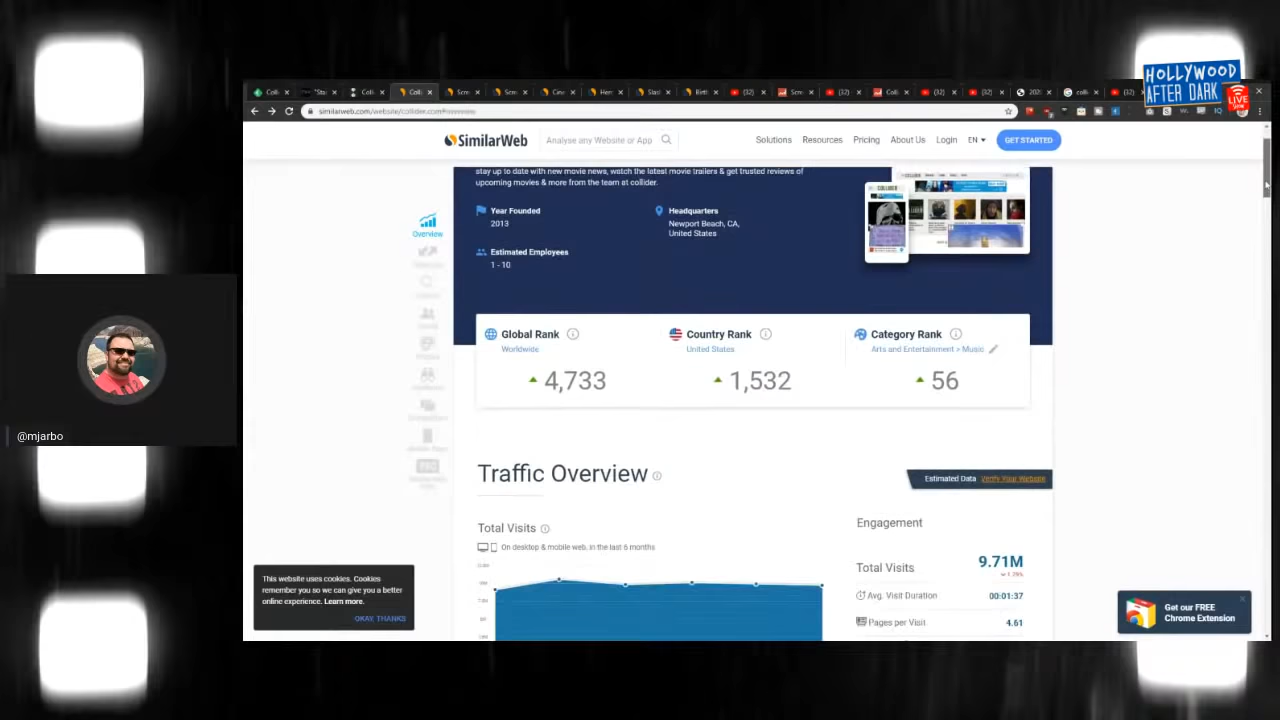 HOLLYWOOD
AFTER DARK
LIVE
similarweb.com/website/collider.com#overview
SimilarWeb
Analyse any Website or App
Solutions
Resources
Pricing
About Us
Login
EN
GET STARTED
stay up to date with new movie news, watch the latest movie trailers & get trusted reviews of
upcoming movies & more from the team at collider.
COLLIDER
Overview
Year Founded
2013
Headquarters
Newport Beach, CA,
United States
Estimated Employees
1 - 10
Global Rank
Worldwide
4,733
Country Rank
United States
1,532
Category Rank
Arts and Entertainment > Music
56
@mjarbo
Traffic Overview
Estimated Data
Verify Your Website
Total Visits
On desktop & mobile web, in the last 6 months
Engagement
Total Visits
9.71M
Avg. Visit Duration
00:01:37
Pages per Visit
4.61
This website uses cookies. Cookies
remember you so we can give you a better
online experience. Learn more.
OKAY, THANKS
Get our FREE
Chrome Extension